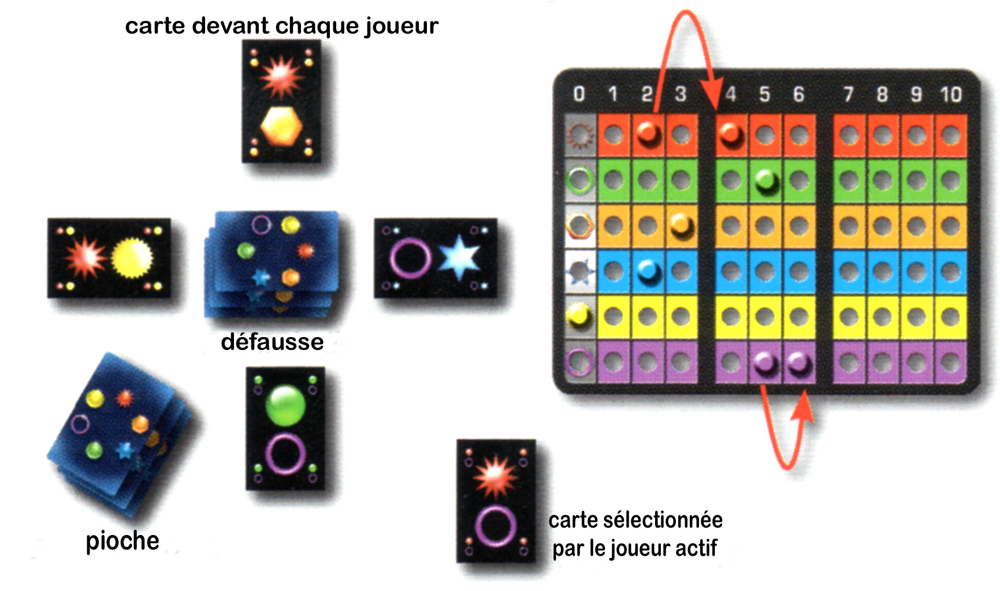 carte devant chaque joueur
0 1 2 3 4 5 6 7 8 9 10
défausse
pioche
carte sélectionnée
par le joueur actif